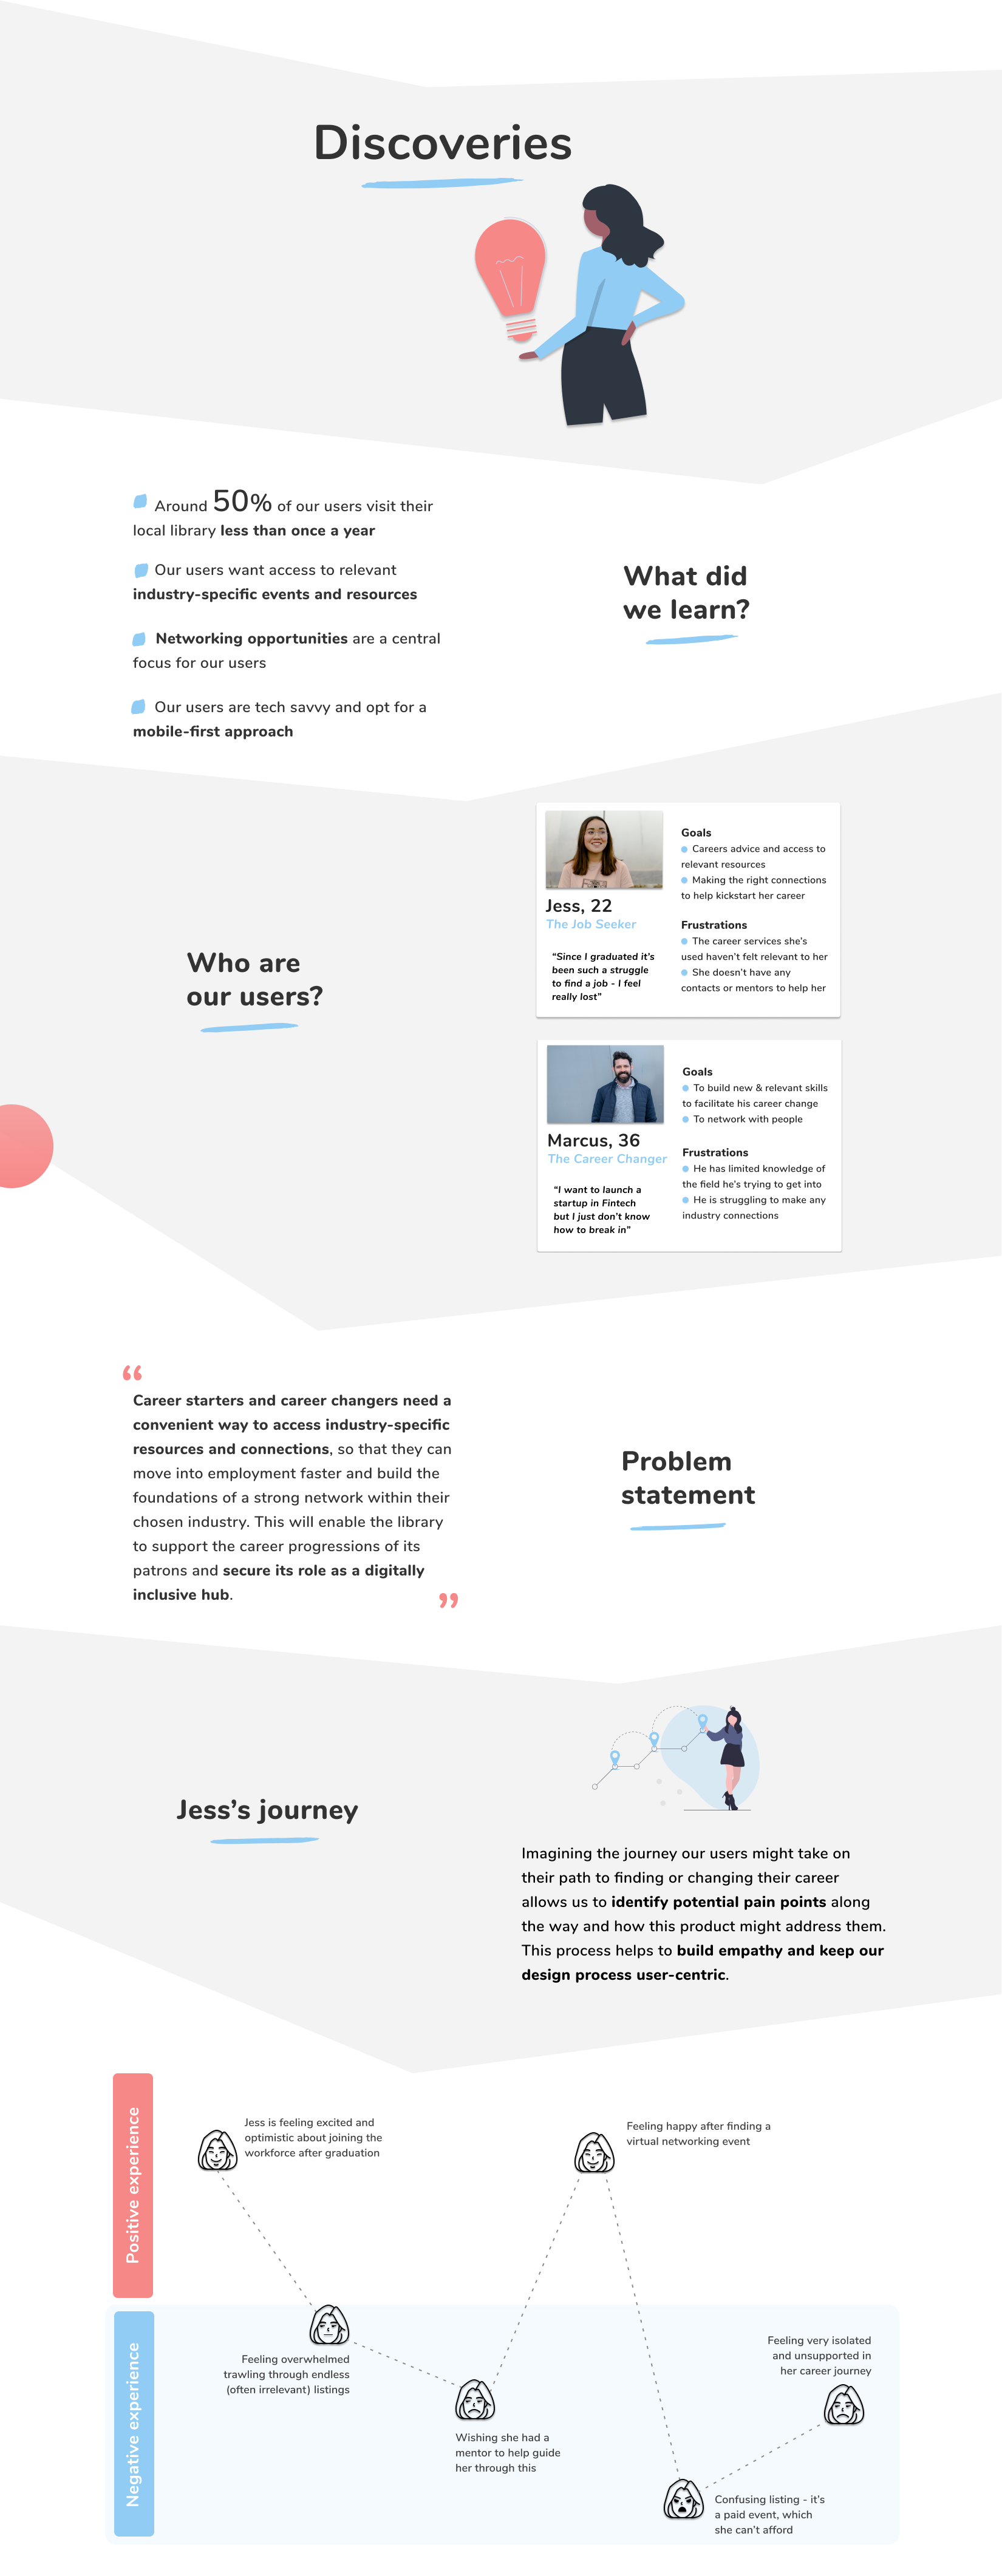 Discoveries
Around 50% of our users visit their
local library less than once a year
Our users want access to relevant
industry-specific events and resources
Networking opportunities are a central
focus for our users
Our users are tech savvy and opt for a
mobile-first approach
What did
we learn?
Who are
our users?
Jess, 22
The Job Seeker
“Since I graduated it’s
been such a struggle
to find a job - I feel
really lost”
Goals
Careers advice and access to
relevant resources
Making the right connections
to help kickstart her career
Frustrations
The career services she’s
used haven’t felt relevant to her
She doesn’t have any
contacts or mentors to help her
Marcus, 36
The Career Changer
“I want to launch a
startup in Fintech
but I just don’t know
how to break in”
Goals
To build new & relevant skills
to facilitate his career change
To network with people
Frustrations
He has limited knowledge of
the field he’s trying to get into
He is struggling to make any
industry connections
“
Career starters and career changers need a
convenient way to access industry-specific
resources and connections, so that they can
move into employment faster and build the
foundations of a strong network within their
chosen industry. This will enable the library
to support the career progressions of its
patrons and secure its role as a digitally
inclusive hub.
”
Problem
statement
Jess’s journey
Imagining the journey our users might take on
their path to finding or changing their career
allows us to identify potential pain points along
the way and how this product might address them.
This process helps to build empathy and keep our
design process user-centric.
Positive experience
Jess is feeling excited and
optimistic about joining the
workforce after graduation
Feeling happy after finding a
virtual networking event
Negative experience
Feeling overwhelmed
trawling through endless
(often irrelevant) listings
Wishing she had a
mentor to help guide
her through this
Feeling very isolated
and unsupported in
her career journey
Confusing listing - it’s
a paid event, which
she can’t afford